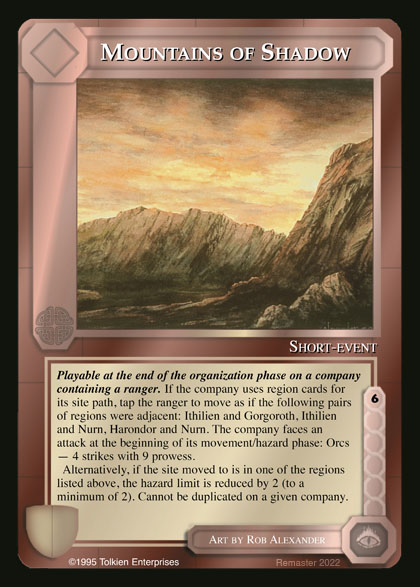 Mountains of Shadow
Short-event
Playable at the end of the organization phase on a company
containing a ranger. If the company uses region cards for
its site path, tap the ranger to move as if the following pairs
of regions were adjacent: Ithilien and Gorgoroth, Ithilien
and Nurn, Harondor and Nurn. The company faces an
attack at the beginning of its movement/hazard phase: Orcs
— 4 strikes with 9 prowess.
Alternatively, if the site moved to is in one of the regions
listed above, the hazard limit is reduced by 2 (to a
minimum of 2). Cannot be duplicated on a given company.
6
Art by Rob Alexander
©1995 Tolkien Enterprises
Remaster 2022